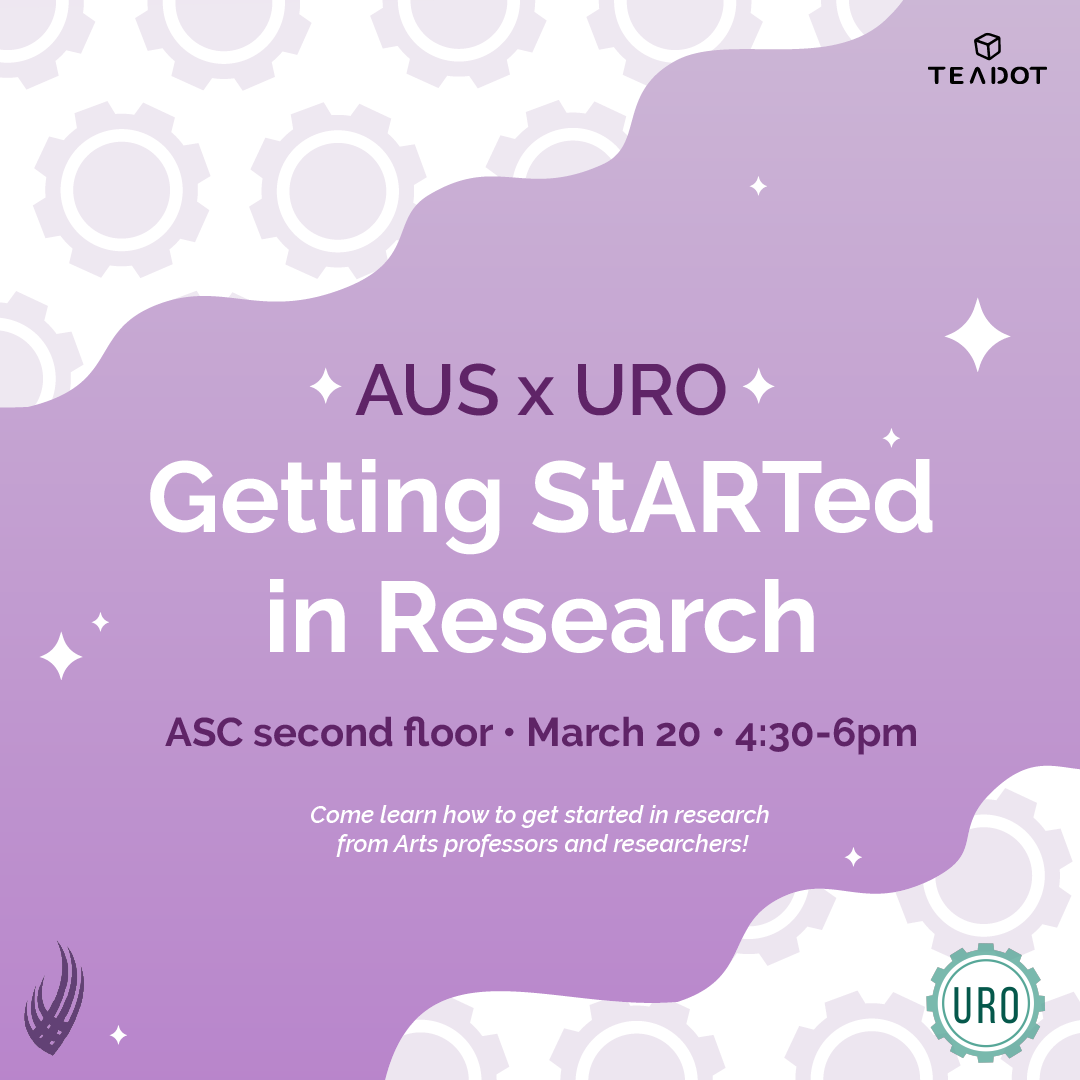 TEADOT
AUS x URO
Getting StARTed
in Research
ASC second floor • March 20 • 4:30-6pm
Come learn how to get started in research
from Arts professors and researchers!
URO